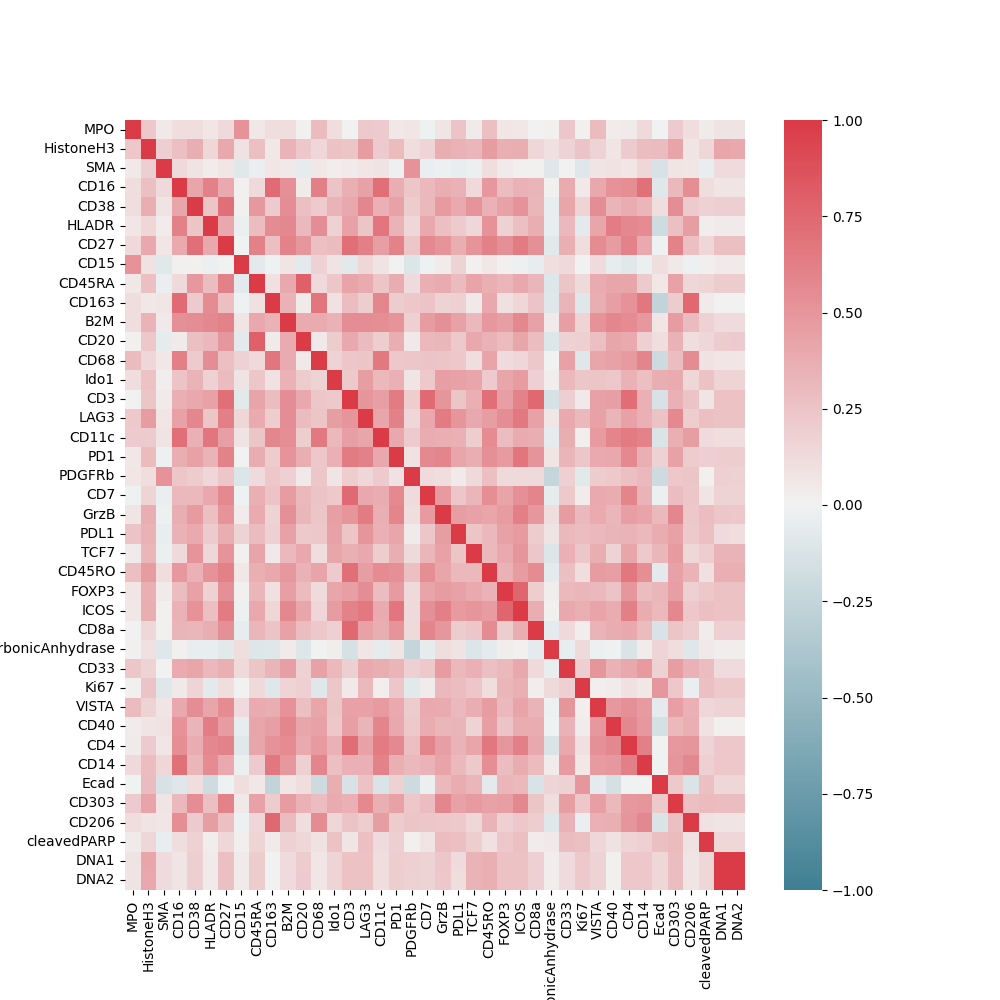 MPO
HistoneH3
SMA
CD16
CD38
HLADR
CD27
CD15
CD45RA
CD163
B2M
CD20
CD68
Ido1
CD3
LAG3
CD11c
PD1
PDGFRb
CD7
GrzB
PDL1
TCF7
CD45RO
FOXP3
ICOS
CD8a
rbonicAnhydrase
CD33
Ki67
VISTA
CD40
CD4
CD14
Ecad
CD303
CD206
cleavedPARP
DNA1
DNA2
MPO
HistoneH3
SMA
CD16
CD38
HLADR
CD27
CD15
CD45RA
CD163
B2M
CD20
CD68
Ido1
CD3
LAG3
CD11c
PD1
PDGFRb
CD7
GrzB
PDL1
TCF7
CD45RO
FOXP3
ICOS
CD8a
onicAnhydrase
CD33
Ki67
VISTA
CD40
CD4
CD14
Ecad
CD303
CD206
cleavedPARP
DNA1
DNA2
1.00
0.75
0.50
0.25
0.00
−0.25
−0.50
−0.75
−1.00